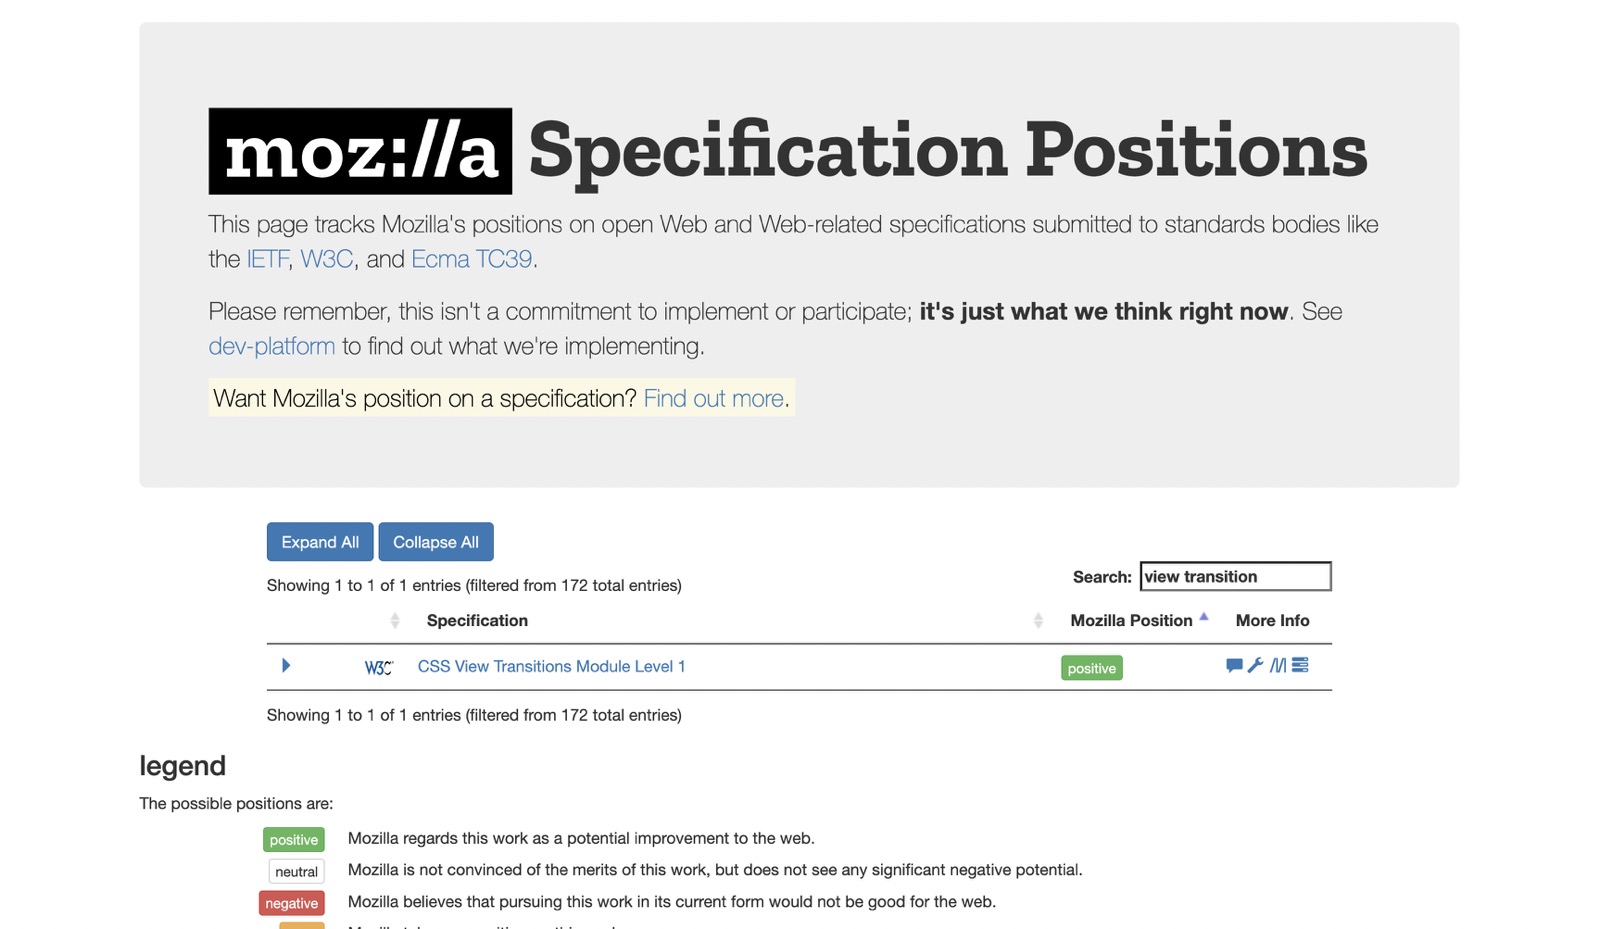 moz://a Specification Positions
This page tracks Mozilla's positions on open Web and Web-related specifications submitted to standards bodies like
the IETF, W3C, and Ecma TC39.
Please remember, this isn't a commitment to implement or participate; it's just what we think right now. See
dev-platform to find out what we're implementing.
Want Mozilla's position on a specification? Find out more.
Expand All Collapse All
Showing 1 to 1 of 1 entries (filtered from 172 total entries)
Search: view transition
Specification Mozilla Position More Info
W3C CSS View Transitions Module Level 1 positive
Showing 1 to 1 of 1 entries (filtered from 172 total entries)
legend
The possible positions are:
positive Mozilla regards this work as a potential improvement to the web.
neutral Mozilla is not convinced of the merits of this work, but does not see any significant negative potential.
negative Mozilla believes that pursuing this work in its current form would not be good for the web.